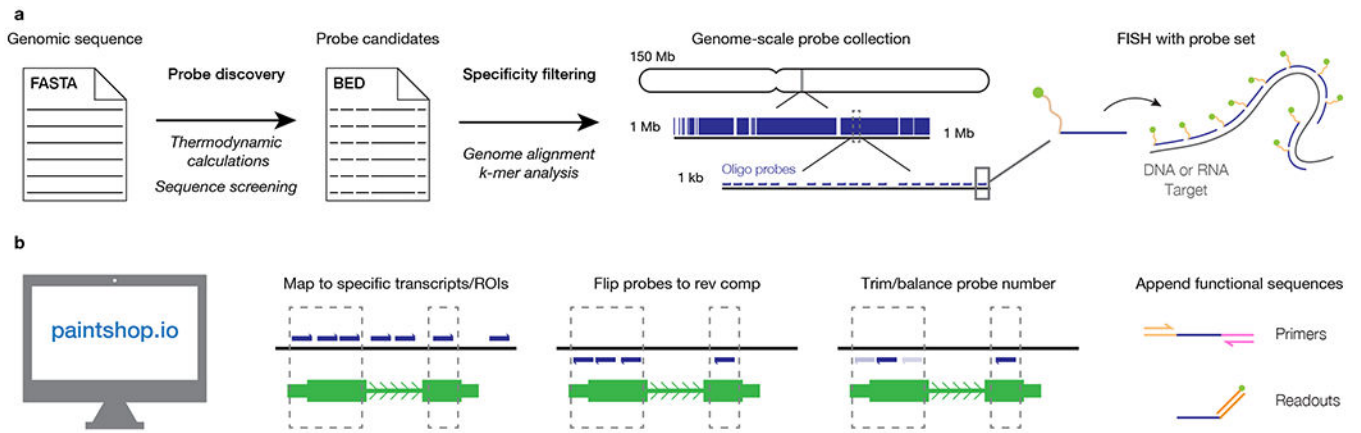 a
Genomic sequence
FASTA
Probe discovery
Thermodynamic
calculations
Sequence screening
Probe candidates
BED
Specificity filtering
Genome alignment
k-mer analysis
Genome-scale probe collection
150 Mb
1 Mb
1 Mb
Oligo probes
1 kb
FISH with probe set
DNA or RNA
Target
b
paintshop.io
Map to specific transcripts/ROIs
Flip probes to rev comp
Trim/balance probe number
Append functional sequences
Primers
Readouts